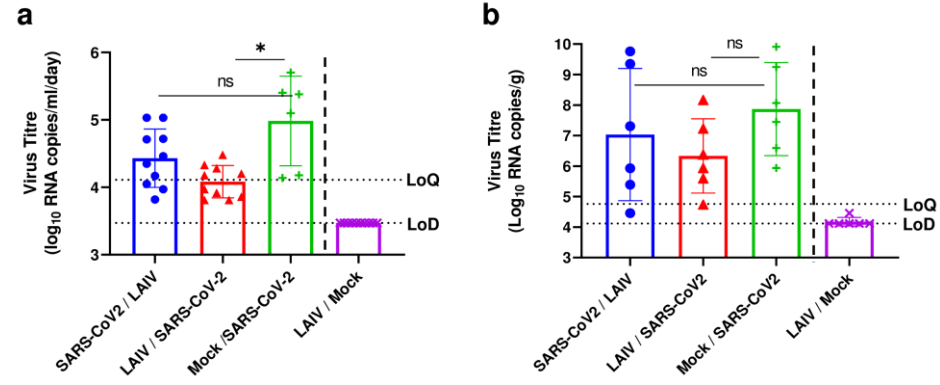 a
Virus Titre
(log10 RNA copies/ml/day)
6
5
4
3
*
ns
LoQ
LoD
SARS-CoV2 / LAIV
LAIV / SARS-CoV-2
Mock /SARS-CoV-2
LAIV / Mock
b
Virus Titre
(Log10 RNA copies/g)
10
9
8
7
6
5
4
3
ns
ns
LoQ
LoD
SARS-CoV2 / LAIV
LAIV / SARS-CoV2
Mock / SARS-CoV2
LAIV / Mock